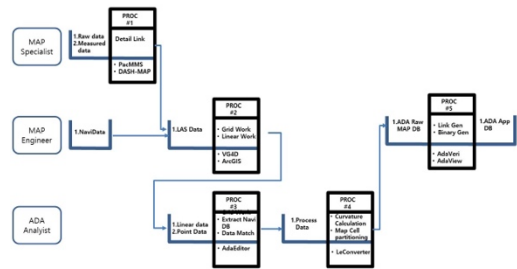 MAP
Specialist
1.Raw data
2.Measured
data
PROC
#1
Detail Link
• PacMMS
• DASH-MAP
MAP
Engineer
1.NaviData
1.LAS Data
PROC
#2
• Grid Work
• Linear Work
• VG4D
• ArcGIS
1.ADA Raw
MAP DB
PROC
#5
• Link Gen
• Binary Gen
• AdaVeri
• AdaView
1.ADA App
DB
ADA
Analyist
1.Linear data
2.Point Data
PROC
#3
• Extract Navi
DB
• Data Match
• AdaEditor
1.Process
Data
PROC
#4
• Curvature
Calculation
• Map Cell
partitioning
• LeConverter